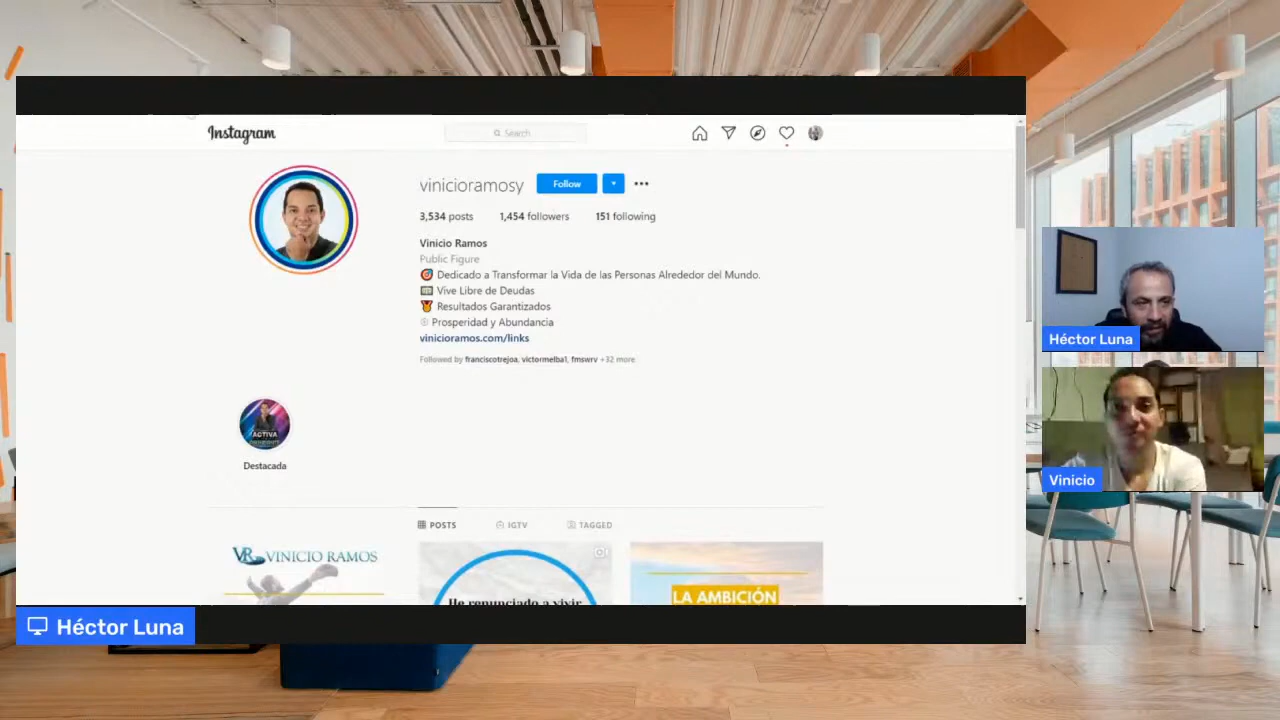 Instagram
Search
vinicioramosy
Follow
3,534 posts 1,454 followers 151 following
Vinicio Ramos
Public Figure
Dedicado a Transformar la Vida de las Personas Alrededor del Mundo.
Vive Libre de Deudas
Resultados Garantizados
Prosperidad y Abundancia
vinicioramos.com/links
Followed by franciscotrejoa, victormelba1, fmswrv +32 more
ACTIVA
Destacada
POSTS IGTV TAGGED
VR VINICIO RAMOS
He renunciado a vivir
LA AMBICIÓN
Héctor Luna
Vinicio
Héctor Luna